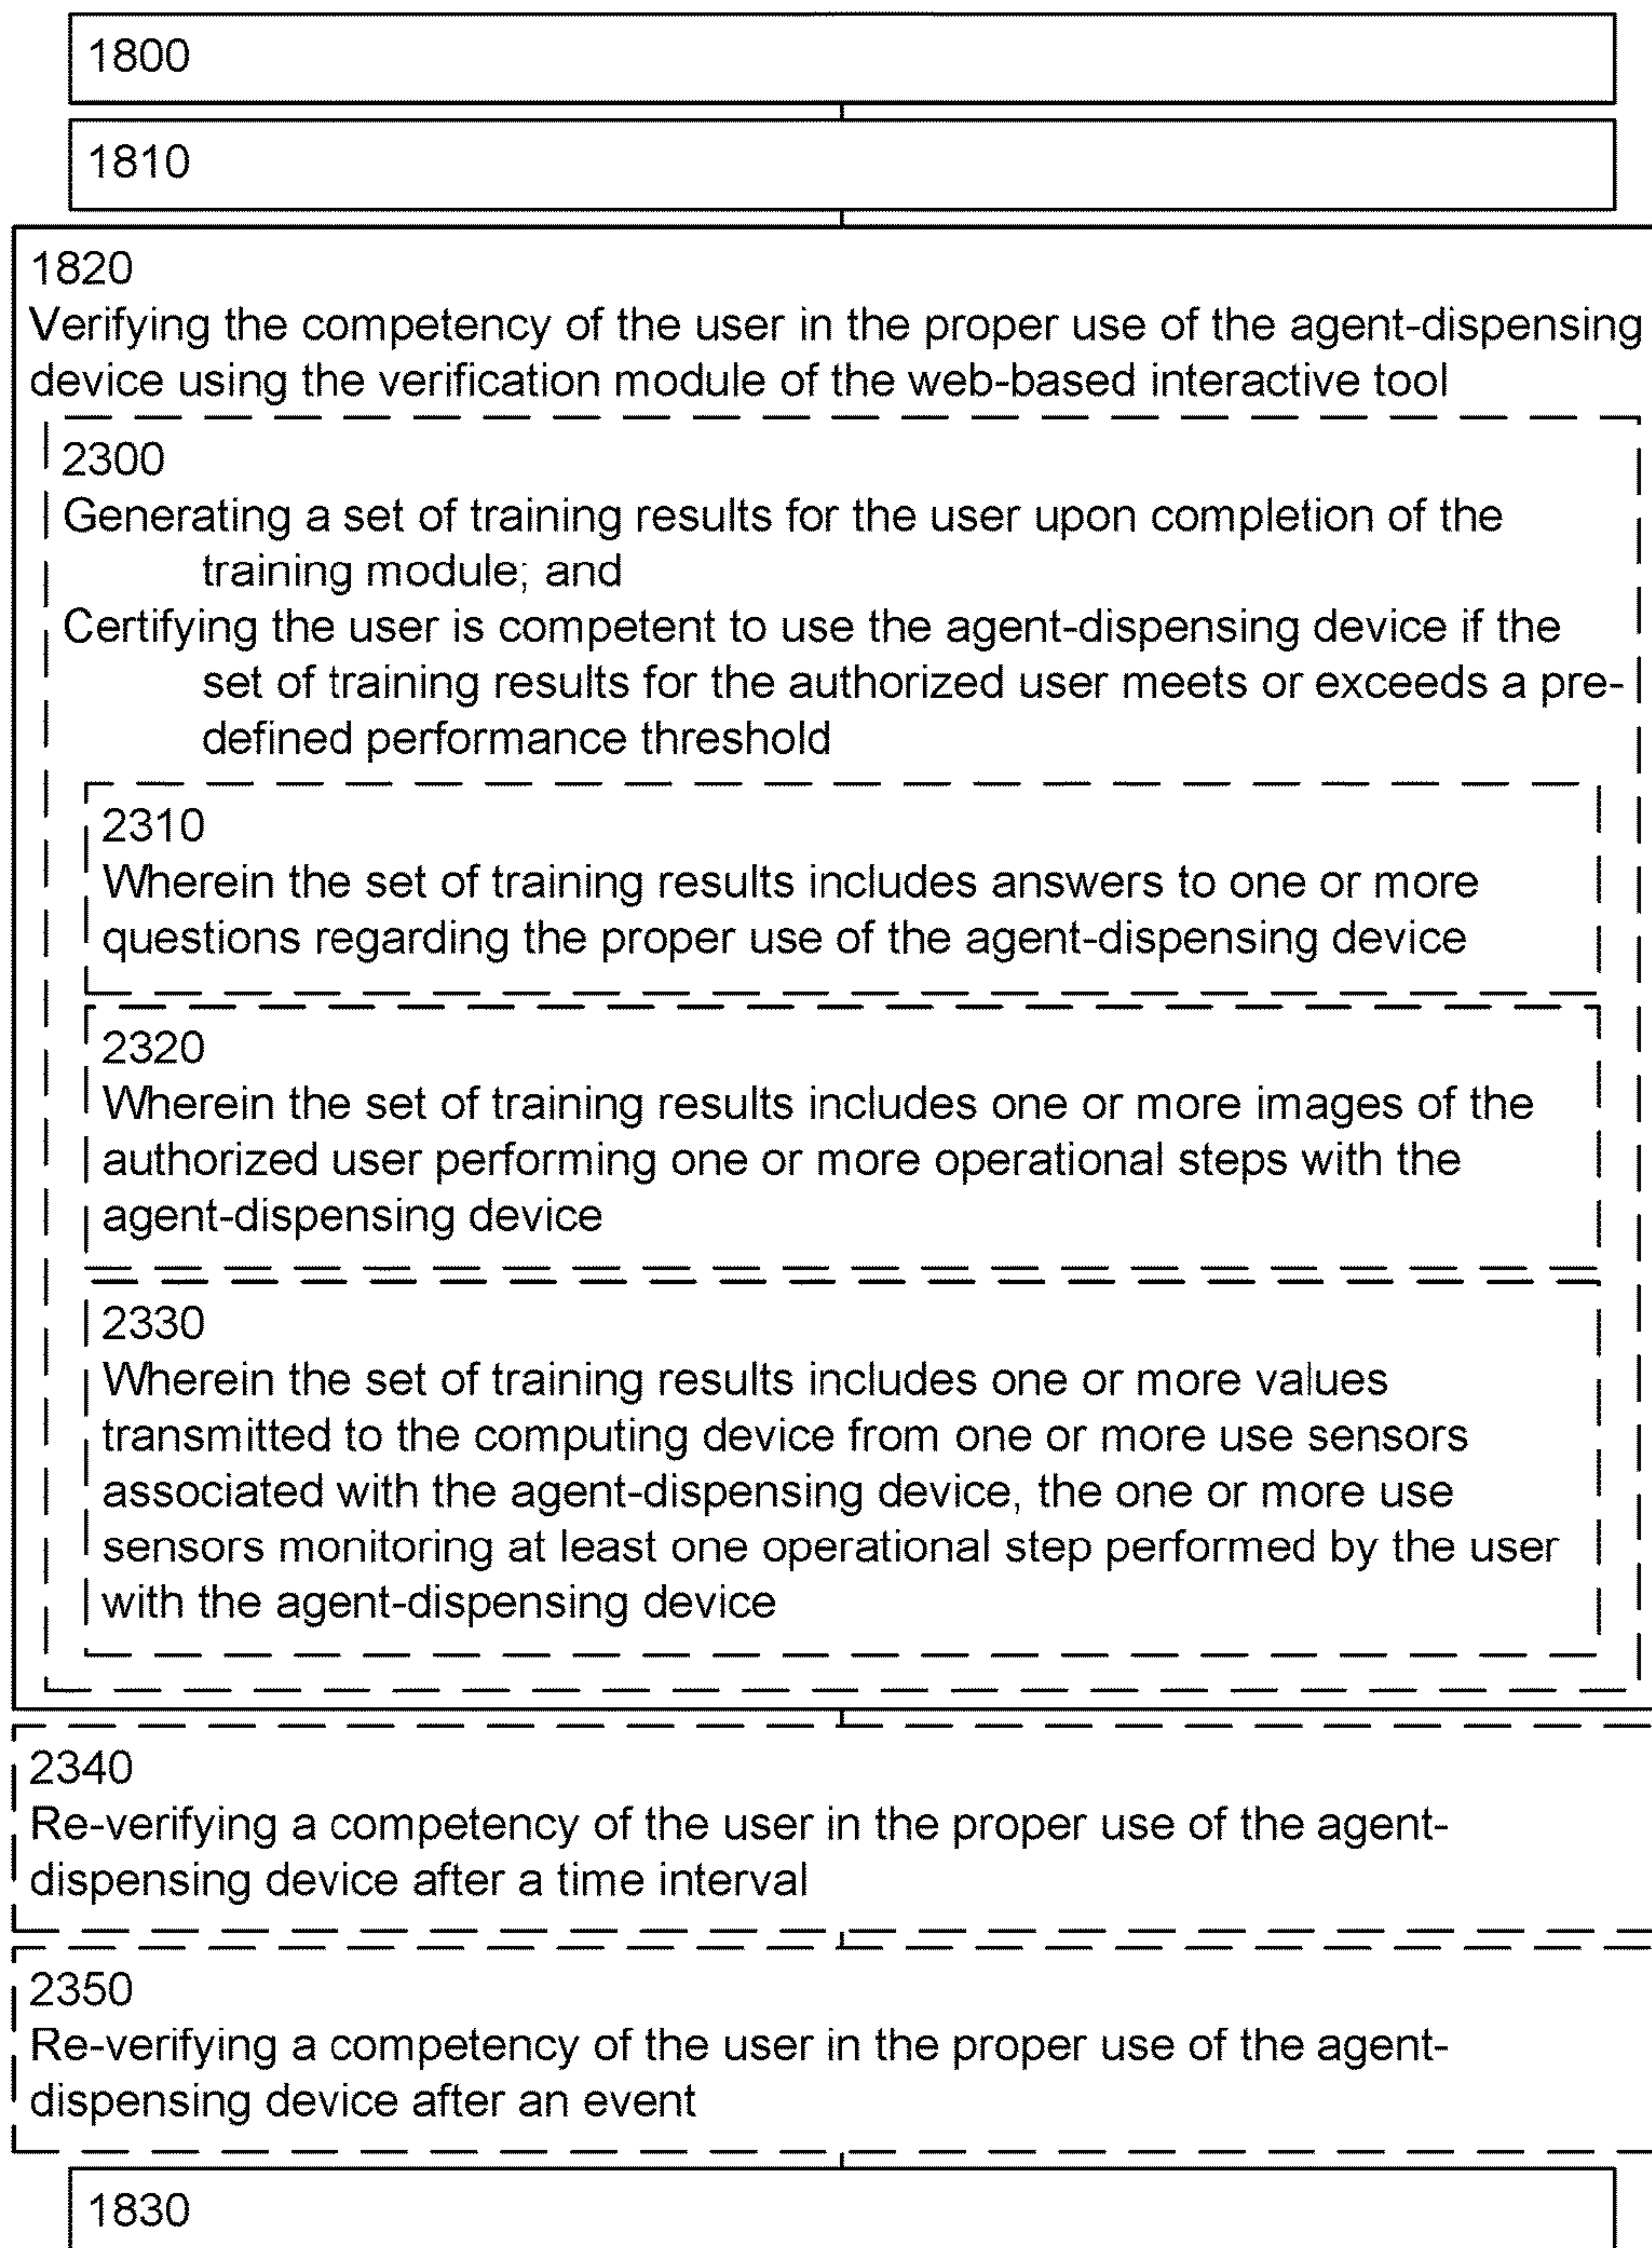 1800
1810
1820
Verifying the competency of the user in the proper use of the agent-dispensing
device using the verification module of the web-based interactive tool
2300
Generating a set of training results for the user upon completion of the
training module; and
Certifying the user is competent to use the agent-dispensing device if the
set of training results for the authorized user meets or exceeds a pre-
defined performance threshold
2310
Wherein the set of training results includes answers to one or more
questions regarding the proper use of the agent-dispensing device
2320
Wherein the set of training results includes one or more images of the
authorized user performing one or more operational steps with the
agent-dispensing device
2330
Wherein the set of training results includes one or more values
transmitted to the computing device from one or more use sensors
associated with the agent-dispensing device, the one or more use
sensors monitoring at least one operational step performed by the user
with the agent-dispensing device
2340
Re-verifying a competency of the user in the proper use of the agent-
dispensing device after a time interval
2350
Re-verifying a competency of the user in the proper use of the agent-
dispensing device after an event
1830